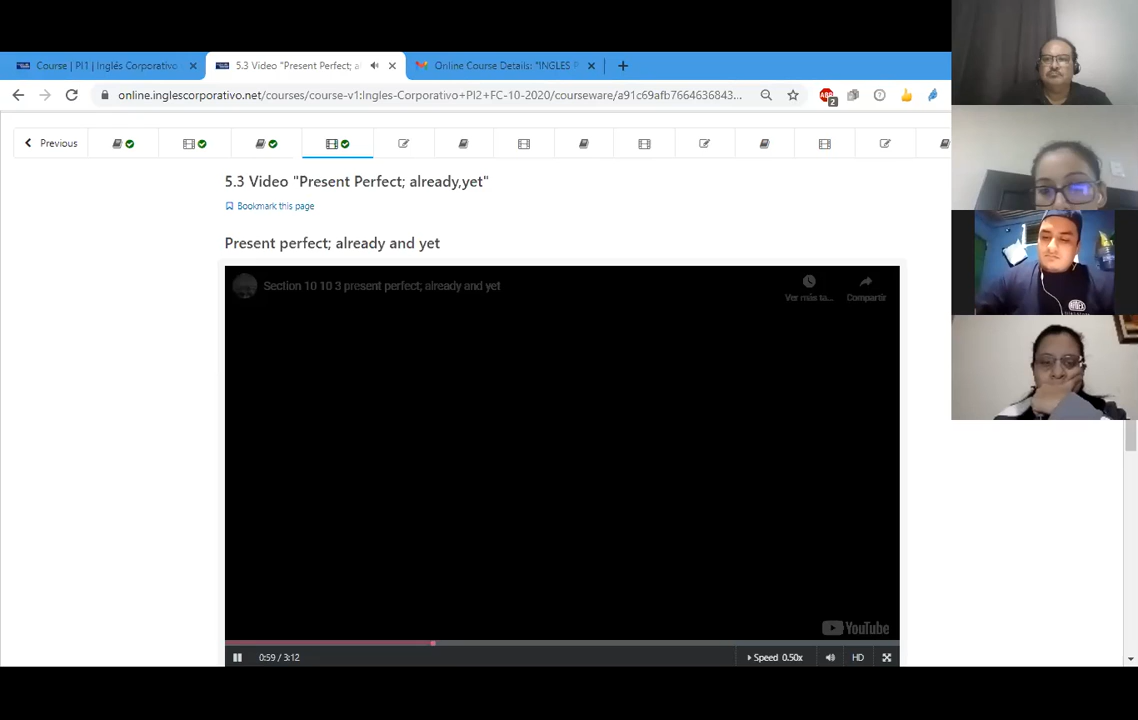 Course | PI1 | Inglés Corporativo
5.3 Video "Present Perfect; al
Online Course Details: "INGLES P
online.inglescorporativo.net/courses/course-v1:Ingles-Corporativo+PI2+FC-10-2020/courseware/a91c69afb7664636843...
2
Previous
5.3 Video "Present Perfect; already,yet"
Bookmark this page
Present perfect; already and yet
Section 10 10 3 present perfect; already and yet
Ver más ta...
Compartir
YouTube
0:59 / 3:12
Speed 0.50x
HD